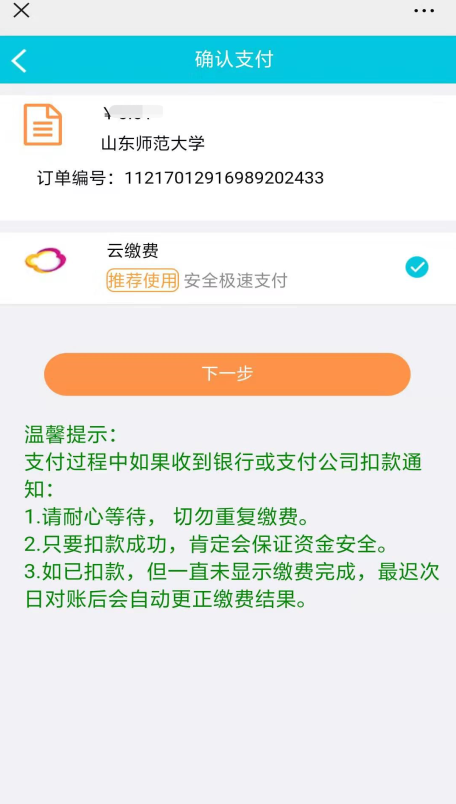 确认支付
山东师范大学
订单编号：11217012916989202433
云缴费
推荐使用 安全极速支付
下一步
温馨提示：
支付过程中如果收到银行或支付公司扣款通
知：
1.请耐心等待， 切勿重复缴费。
2.只要扣款成功，肯定会保证资金安全。
3.如已扣款，但一直未显示缴费完成，最迟次
日对账后会自动更正缴费结果。